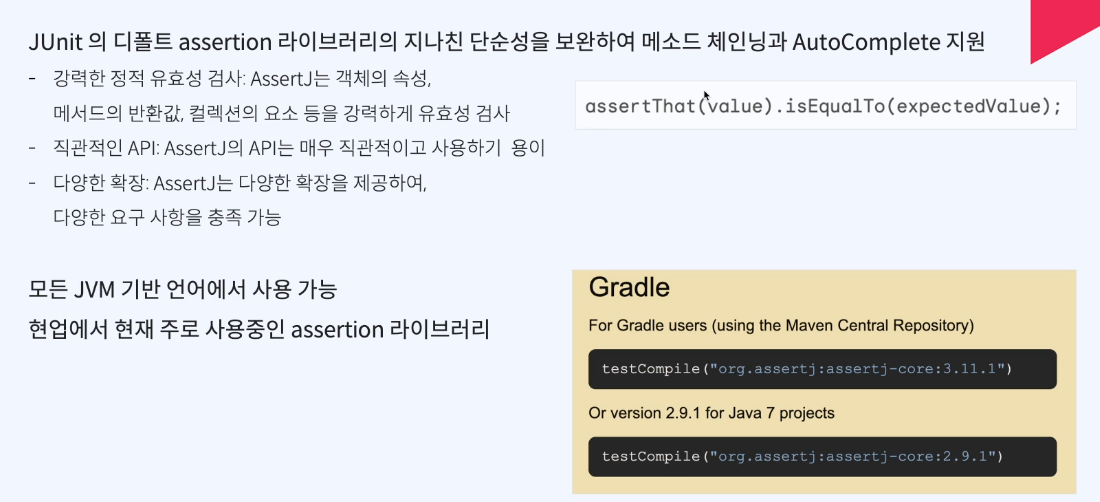 JUnit 의 디폴트 assertion 라이브러리의 지나친 단순성을 보완하여 메소드 체인닝과 AutoComplete 지원
- 강력한 정적 유효성 검사: AssertJ는 객체의 속성,
메서드의 반환값, 컬렉션의 요소 등을 강력하게 유효성 검사
- 직관적인 API: AssertJ의 API는 매우 직관적이고 사용하기 용이
- 다양한 확장: AssertJ는 다양한 확장을 제공하여,
다양한 요구 사항을 충족 가능
assertThat(value).isEqualTo(expectedValue);
모든 JVM 기반 언어에서 사용 가능
현업에서 현재 주로 사용중인 assertion 라이브러리
Gradle
For Gradle users (using the Maven Central Repository)
testCompile("org.assertj:assertj-core:3.11.1")
Or version 2.9.1 for Java 7 projects
testCompile("org.assertj:assertj-core:2.9.1")